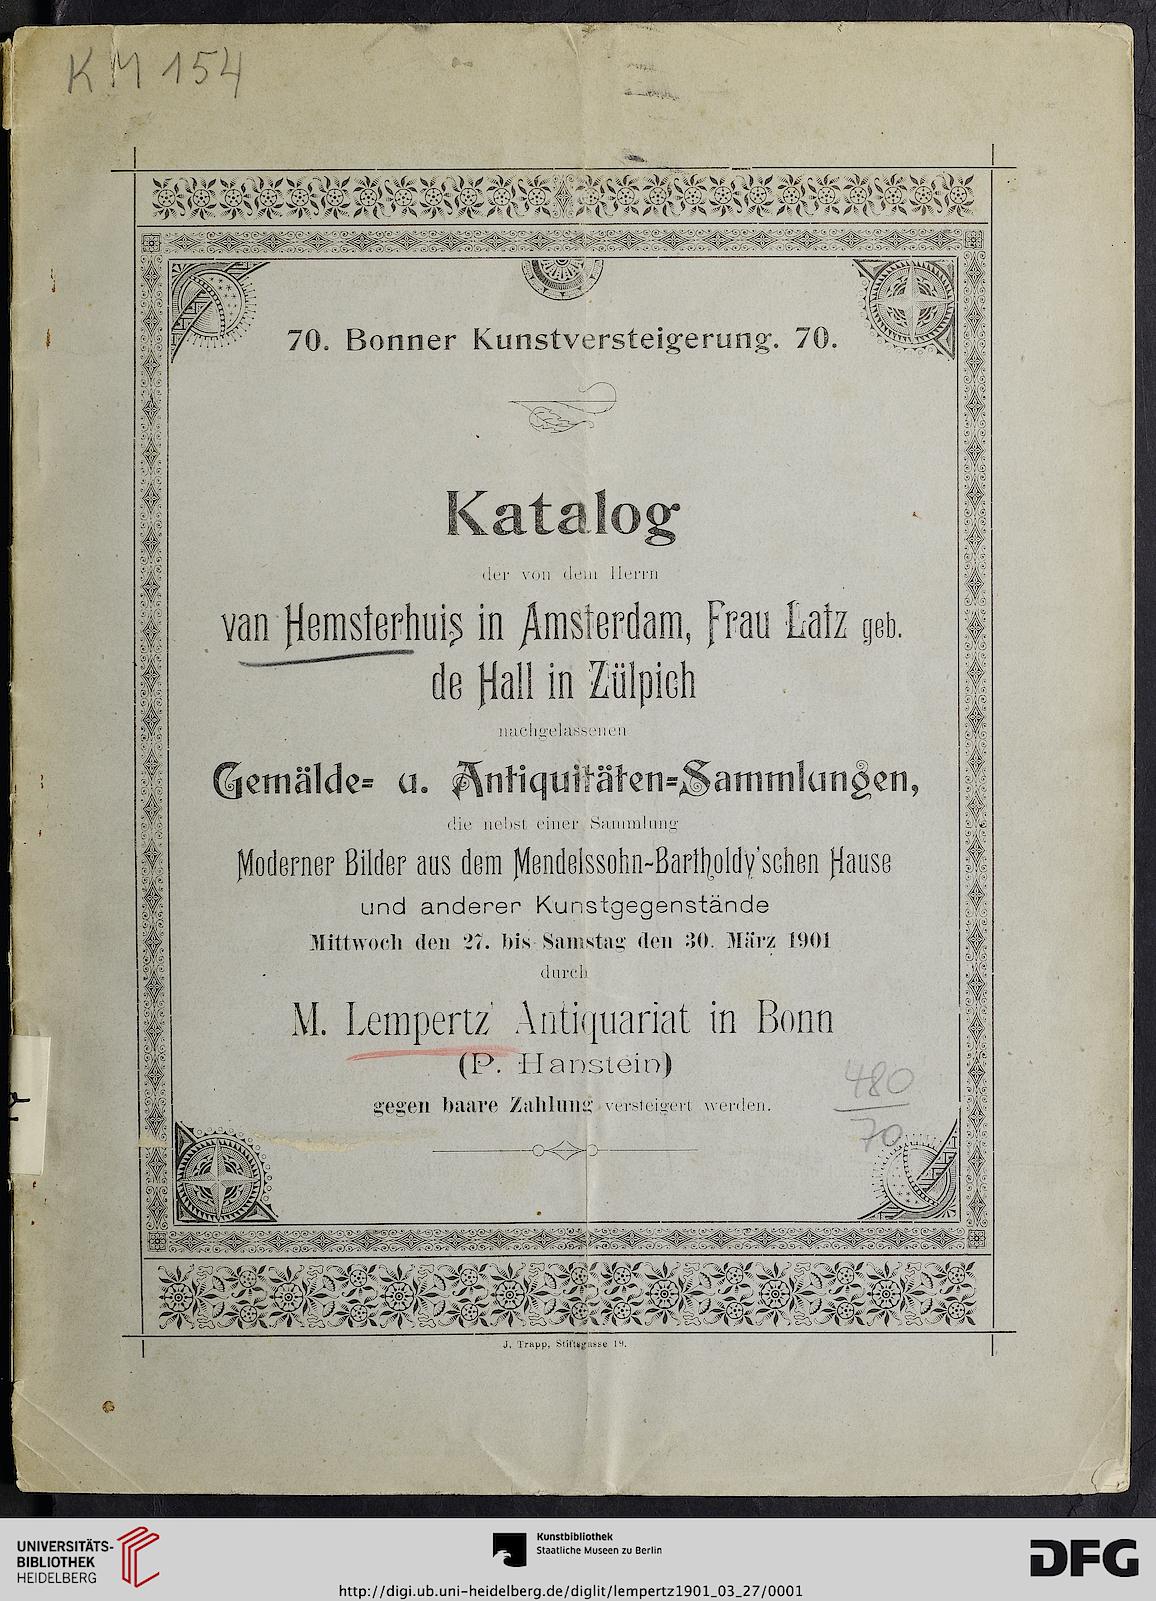 KM 154
70. Bonner Kunstversteigerung. 70.
Katalog
der von dem Herrn
van Hemsterhuis in Amsterdam, Frau Latz geb.
de Hall in Zülpich
nachgelassenen
Gemälde- u. Antiquitäten-Sammlungen,
die nebst einer Sammlung
Moderner Bilder aus dem Mendelssohn-Bartholdy'schen Hause
und anderer Kunstgegenstände
Mittwoch den 27. bis Samstag den 30. März 1901
durch
M. Lempertz' Antiquariat in Bonn
(P. Hanstein)
gegen baare Zahlung versteigert werden.
480
70
J. Trapp, Stiftsgasse 19.
UNIVERSITÄTS-
BIBLIOTHEK
HEIDELBERG
Kunstbibliothek
Staatliche Museen zu Berlin
DFG
http://digi.ub.uni-heidelberg.de/diglit/lempertz1901_03_27/0001